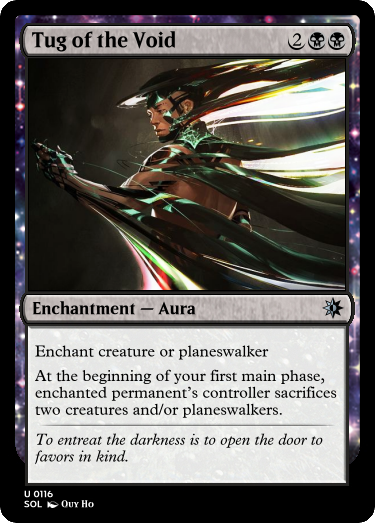 Tug of the Void 2
Enchantment — Aura
Enchant creature or planeswalker
At the beginning of your first main phase,
enchanted permanent's controller sacrifices
two creatures and/or planeswalkers.
To entreat the darkness is to open the door to
favors in kind.
U 0116
SOL Ouy Ho